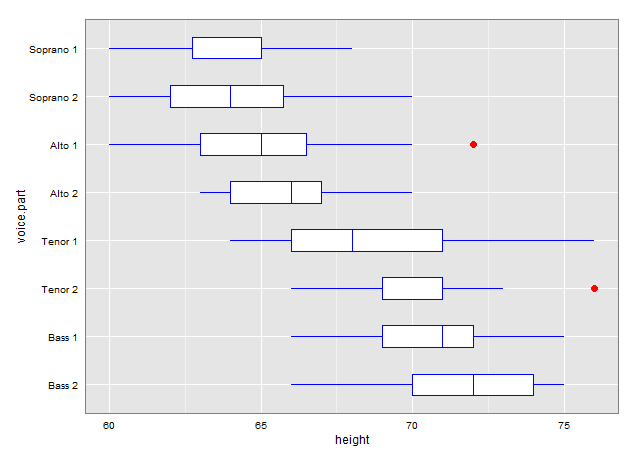 Soprano 1
Soprano 2
Alto 1
Alto 2
Tenor 1
Tenor 2
Bass 1
Bass 2
voice.part
60 65 70 75
height